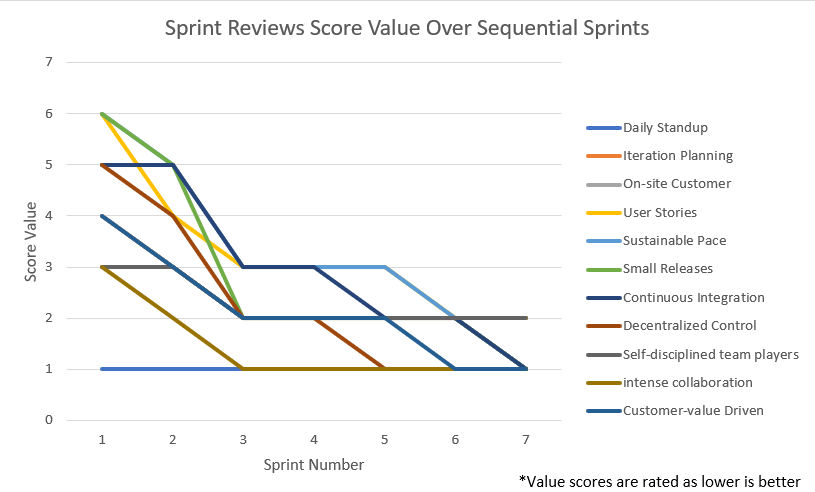 Sprint Reviews Score Value Over Sequential Sprints
7
6
5
4
3
2
1
0
Score Value
1 2 3 4 5 6 7
Sprint Number
Daily Standup
Iteration Planning
On-site Customer
User Stories
Sustainable Pace
Small Releases
Continuous Integration
Decentralized Control
Self-disciplined team players
intense collaboration
Customer-value Driven
*Value scores are rated as lower is better